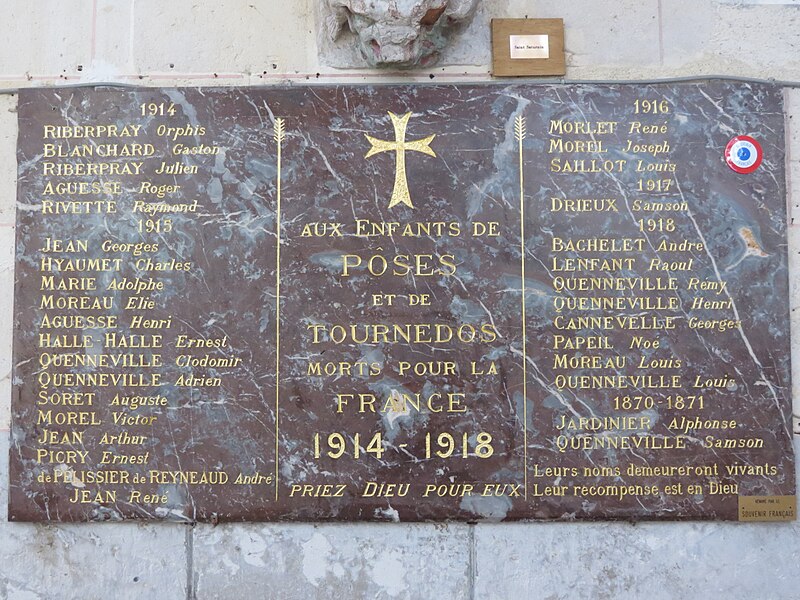 Saint Saturnin
1914
RIBERPRAY Orphis
BLANCHARD Gaston
RIBERPRAY Julien
AGUESSE Roger
RIVETTE Raymond
1915
JEAN Georges
HYAUMET Charles
MARIE Adolphe
MOREAU Elie
AGUESSE Henri
HALLE-HALLE Ernest
QUENNEVILLE Clodomir
QUENNEVILLE Adrien
SORET Auguste
MOREL Victor
JEAN Arthur
PICRY Ernest
de PELISSIER de REYNEAUD André
JEAN René
AUX ENFANTS DE
PÔSES
ET DE
TOURNEDOS
MORTS POUR LA
FRANCE
1914-1918
PRIEZ DIEU POUR EUX
1916
MORLET René
MOREL Joseph
SAILLOT Louis
1917
DRIEUX Samson
1918
BACHELET André
LENFANT Raoul
QUENNEVILLE Rémy
QUENNEVILLE Henri
CANNEVELLE Georges
PAPEIL Noé
MOREAU Louis
QUENNEVILLE Louis
1870-1871
JARDINIER Alphonse
QUENNEVILLE Samson
Leurs noms demeureront vivants
Leur recompense est en Dieu
SOUVENIR FRANÇAIS